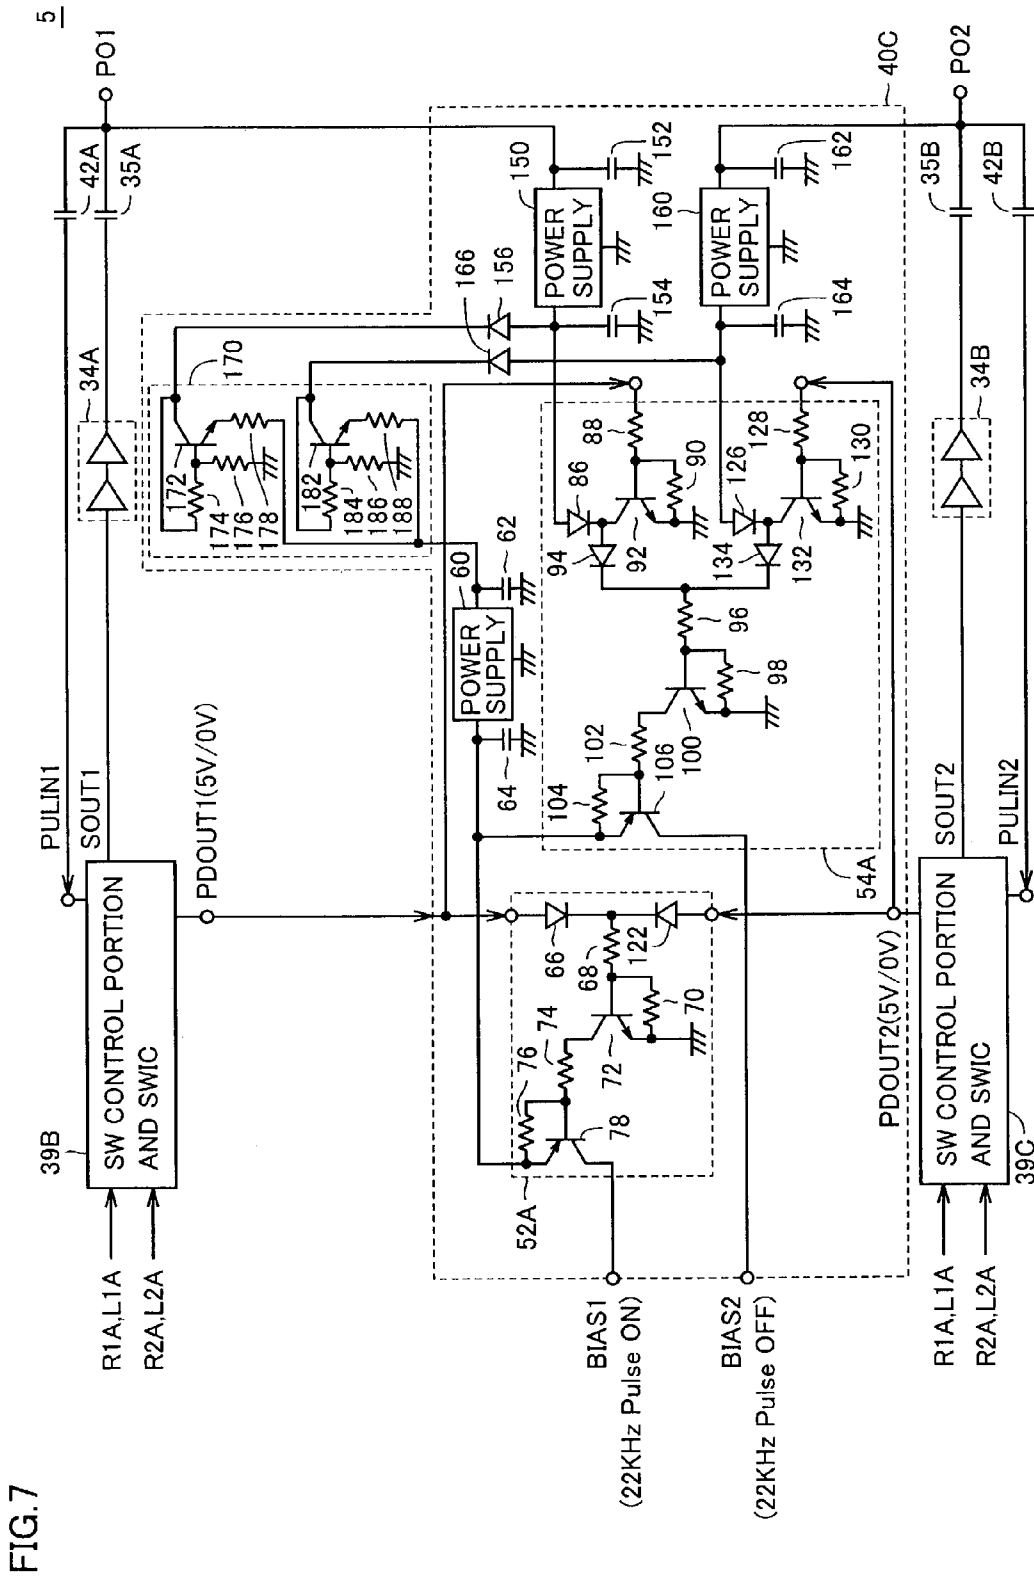 FIG.7
5
R1A,L1A
R2A,L2A
39B
SW CONTROL PORTION
AND SWIC
PULIN1
SOUT1
PDOUT1(5V/0V)
34A
42A
35A
PO1
170
172
172
174
176
178
182
184
186
188
166
156
150
POWER
SUPPLY
152
154
160
POWER
SUPPLY
162
164
40C
60
POWER
SUPPLY
62
64
88
86
90
92
94
128
126
130
132
134
96
98
100
102
104
106
54A
66
68
122
70
72
74
76
78
52A
BIAS1
(22KHz Pulse ON)
BIAS2
(22KHz Pulse OFF)
PDOUT2(5V/0V)
R1A,L1A
R2A,L2A
39C
SW CONTROL PORTION
AND SWIC
SOUT2
PULIN2
34B
35B
42B
PO2